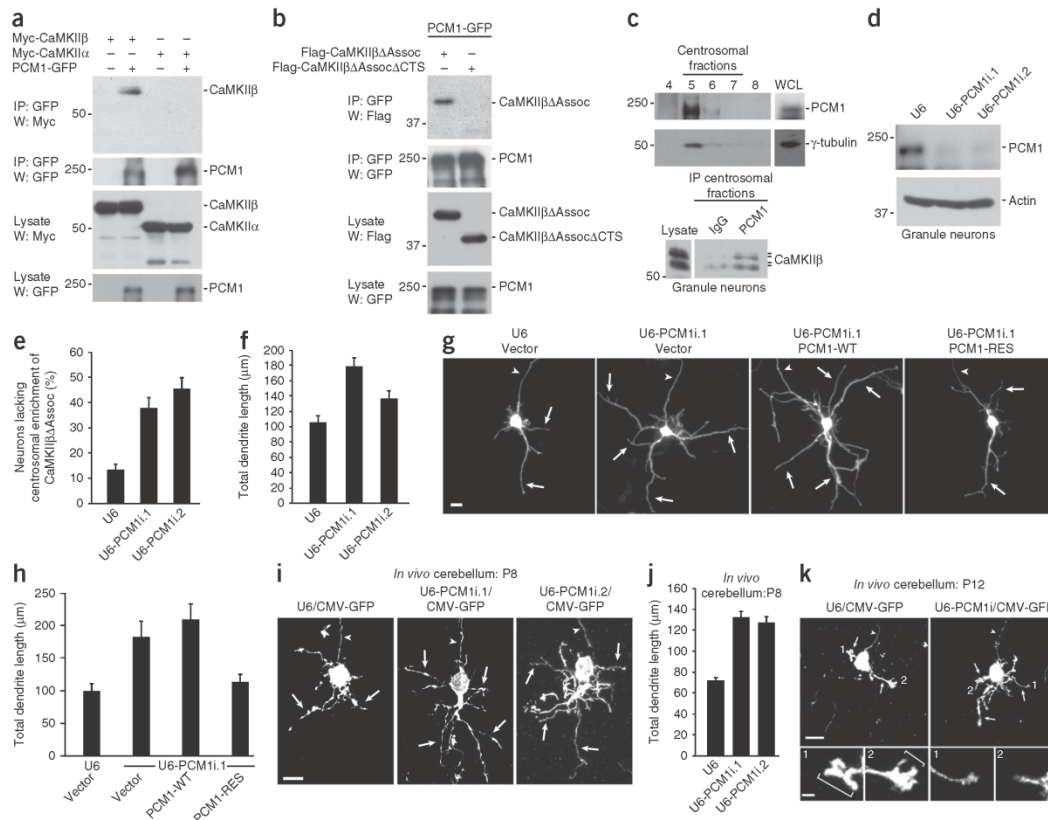 a
Myc-CaMKIIβ + + – –
Myc-CaMKIIα – – + +
PCM1-GFP – + – +
IP: GFP
W: Myc
50
CaMKIIβ
IP: GFP
W: GFP
250
PCM1
Lysate
W: Myc
50
CaMKIIβ
CaMKIIα
Lysate
W: GFP
250
PCM1
b
PCM1-GFP
Flag-CaMKIIβΔAssoc + –
Flag-CaMKIIβΔAssocΔCTS – +
IP: GFP
W: Flag
37
CaMKIIβΔAssoc
IP: GFP
W: GFP
250
PCM1
Lysate
W: Flag
37
CaMKIIβΔAssoc
CaMKIIβΔAssocΔCTS
Lysate
W: GFP
250
PCM1
c
Centrosomal
fractions
4 5 6 7 8 WCL
250
PCM1
50
γ-tubulin
IP centrosomal
fractions
Lysate IgG PCM1
50
CaMKIIβ
Granule neurons
d
U6 U6-PCM1i.1 U6-PCM1i.2
250
PCM1
37
Actin
Granule neurons
e
Neurons lacking
centrosomal enrichment of
CaMKIIβΔAssoc (%)
60
50
40
30
20
10
0
U6 U6-PCM1i.1 U6-PCM1i.2
f
Total dendrite length (μm)
200
180
160
140
120
100
80
60
40
20
0
U6 U6-PCM1i.1 U6-PCM1i.2
g
U6
Vector
U6-PCM1i.1
Vector
U6-PCM1i.1
PCM1-WT
U6-PCM1i.1
PCM1-RES
h
Total dendrite length (μm)
250
200
150
100
50
0
U6
Vector Vector PCM1-WT PCM1-RES
U6-PCM1i.1
i
In vivo cerebellum: P8
U6/CMV-GFP
U6-PCM1i.1/
CMV-GFP
U6-PCM1i.2/
CMV-GFP
j
In vivo
cerebellum:P8
Total dendrite length (μm)
160
140
120
100
80
60
40
20
0
U6 U6-PCM1i.1 U6-PCM1i.2
k
In vivo cerebellum: P12
U6/CMV-GFP
U6-PCM1i/CMV-GFP
1
2
2
1
1 2 1 2